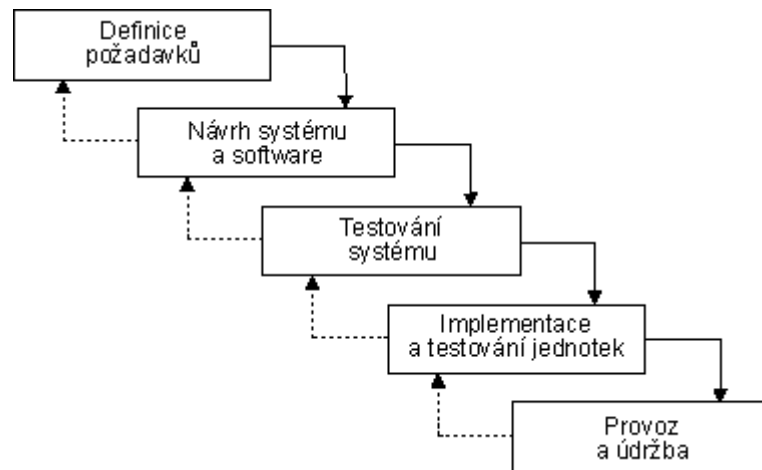 Definice
požadavků
Návrh systému
a software
Testování
systému
Implementace
a testování jednotek
Provoz
a údržba